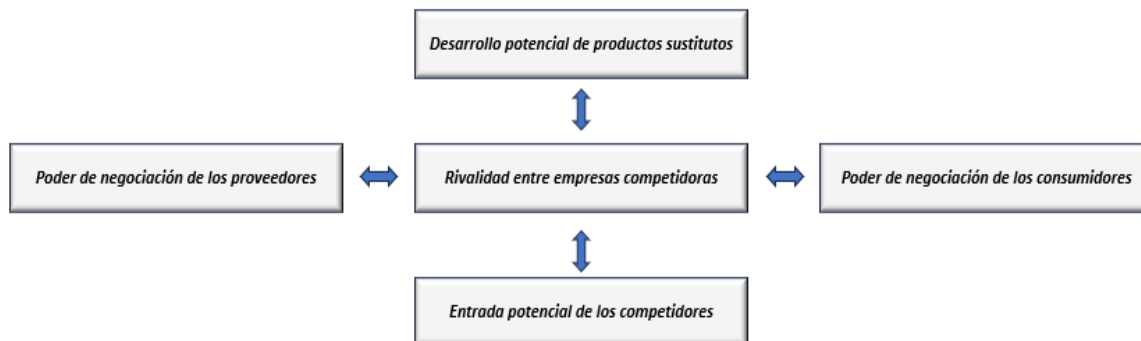 Desarrollo potencial de productos sustitutos
Poder de negociación de los proveedores
Rivalidad entre empresas competidoras
Poder de negociación de los consumidores
Entrada potencial de los competidores